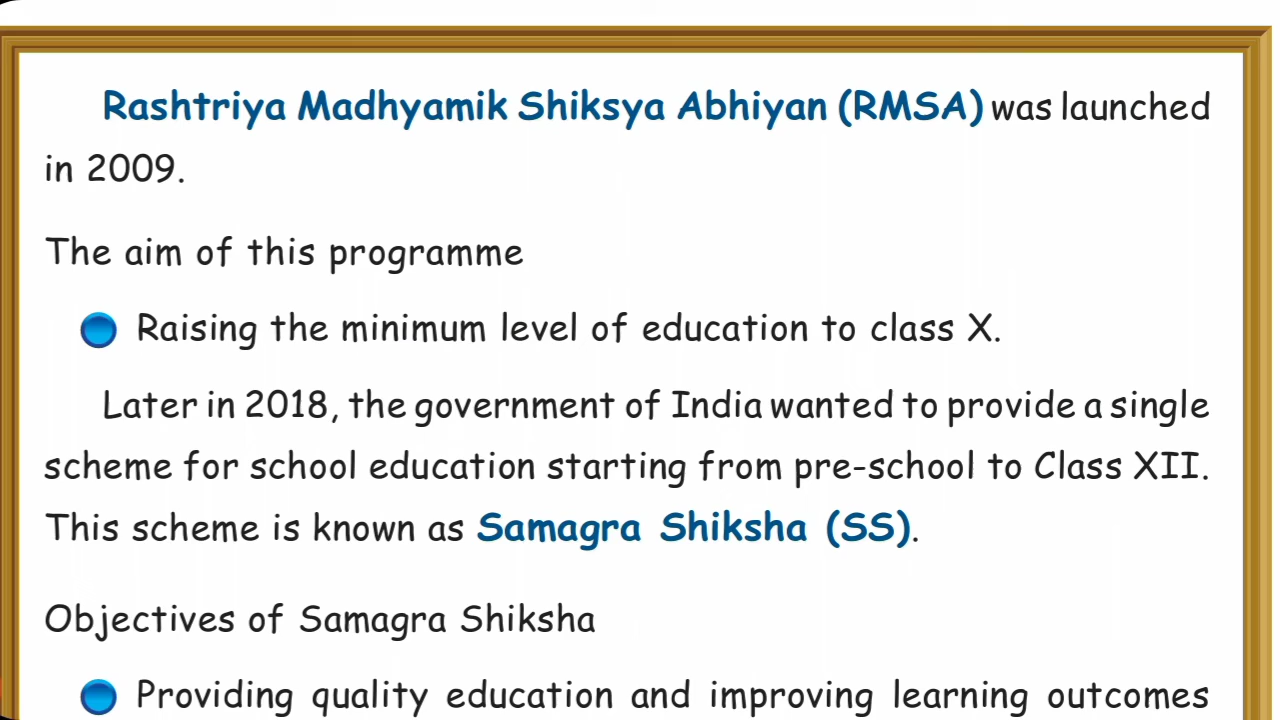 Rashtriya Madhyamik Shiksya Abhiyan (RMSA) was launched
in 2009.
The aim of this programme
Raising the minimum level of education to class X.
Later in 2018, the government of India wanted to provide a single
scheme for school education starting from pre-school to Class XII.
This scheme is known as Samagra Shiksha (SS).
Objectives of Samagra Shiksha
Providing quality education and improving learning outcomes